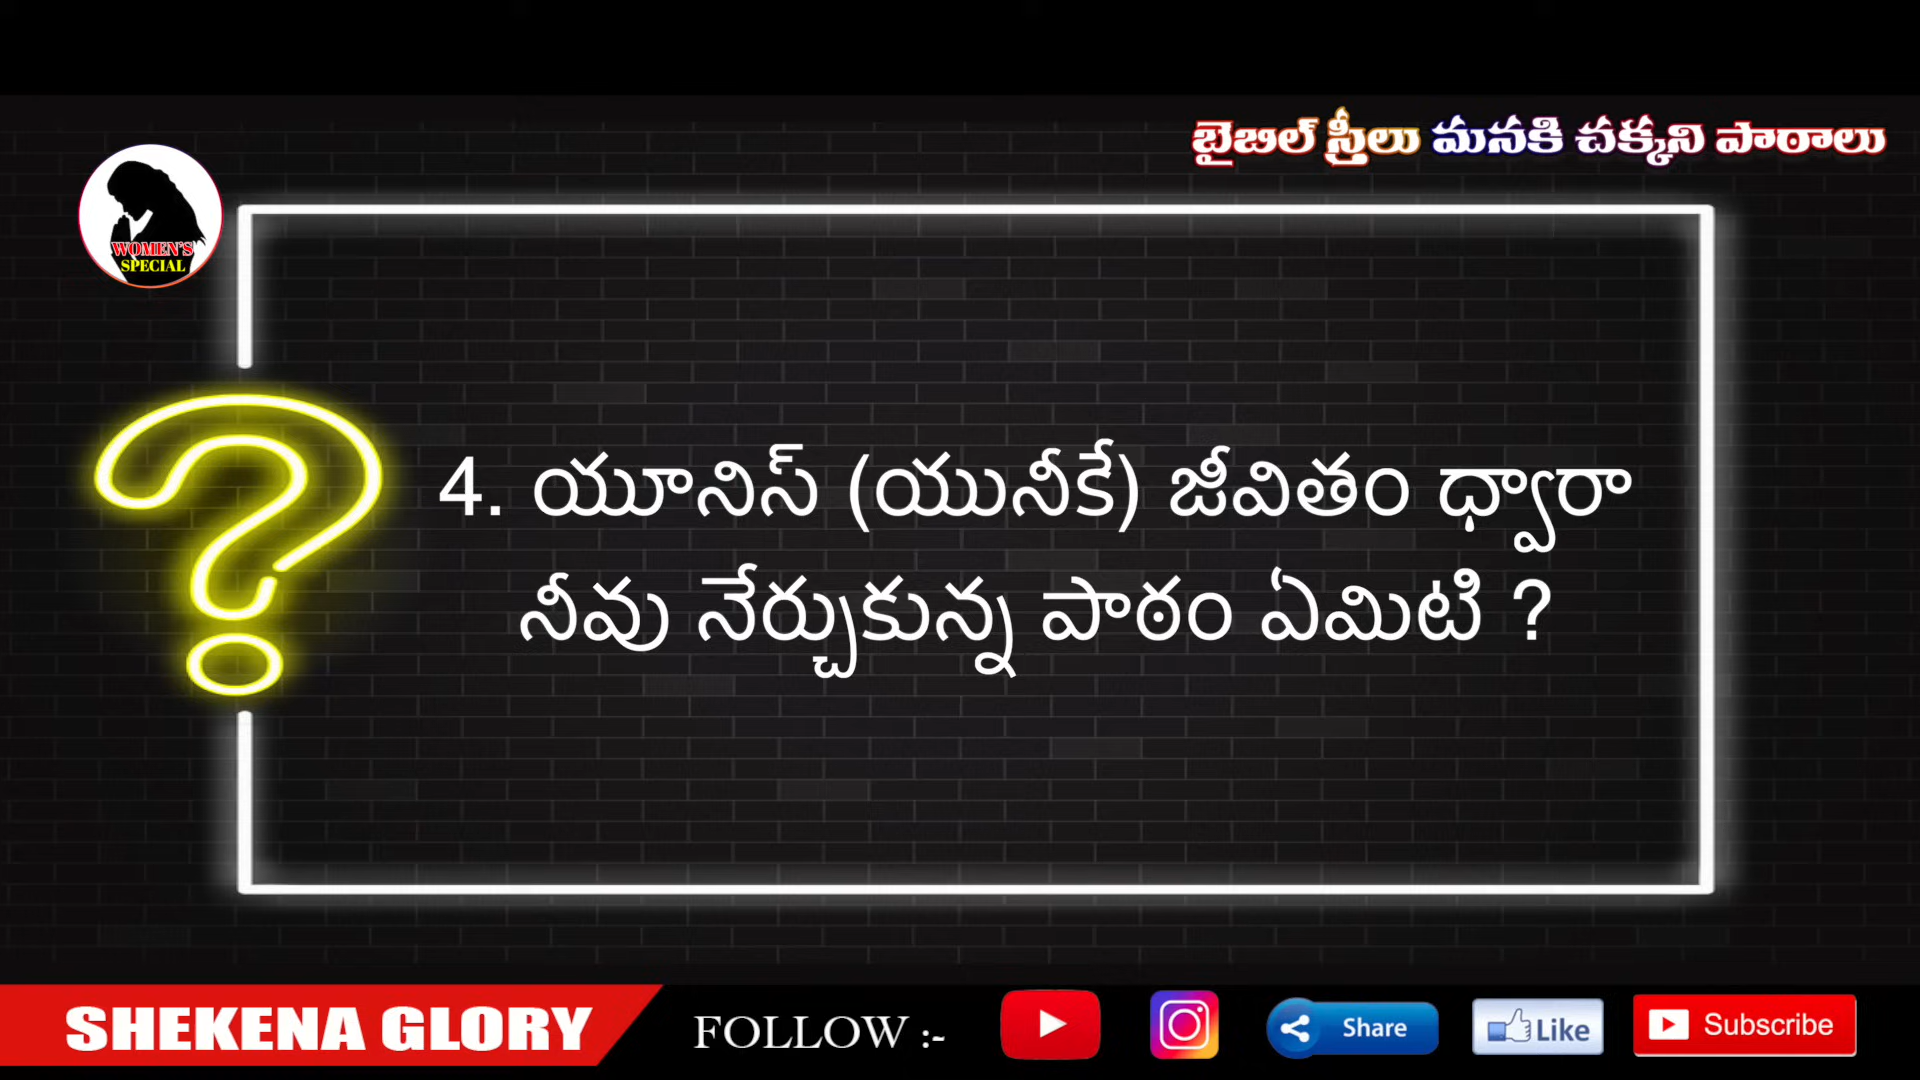 బైబిల్ స్త్రీలు మనకి చక్కని పాఠాలు
WOMEN'S
SPECIAL
4. యూనిస్ (యునీకే) జీవితం ధ్వారా
నీవు నేర్చుకున్న పాఠం ఏమిటి ?
SHEKENA GLORY
FOLLOW :-
Share
Like
Subscribe